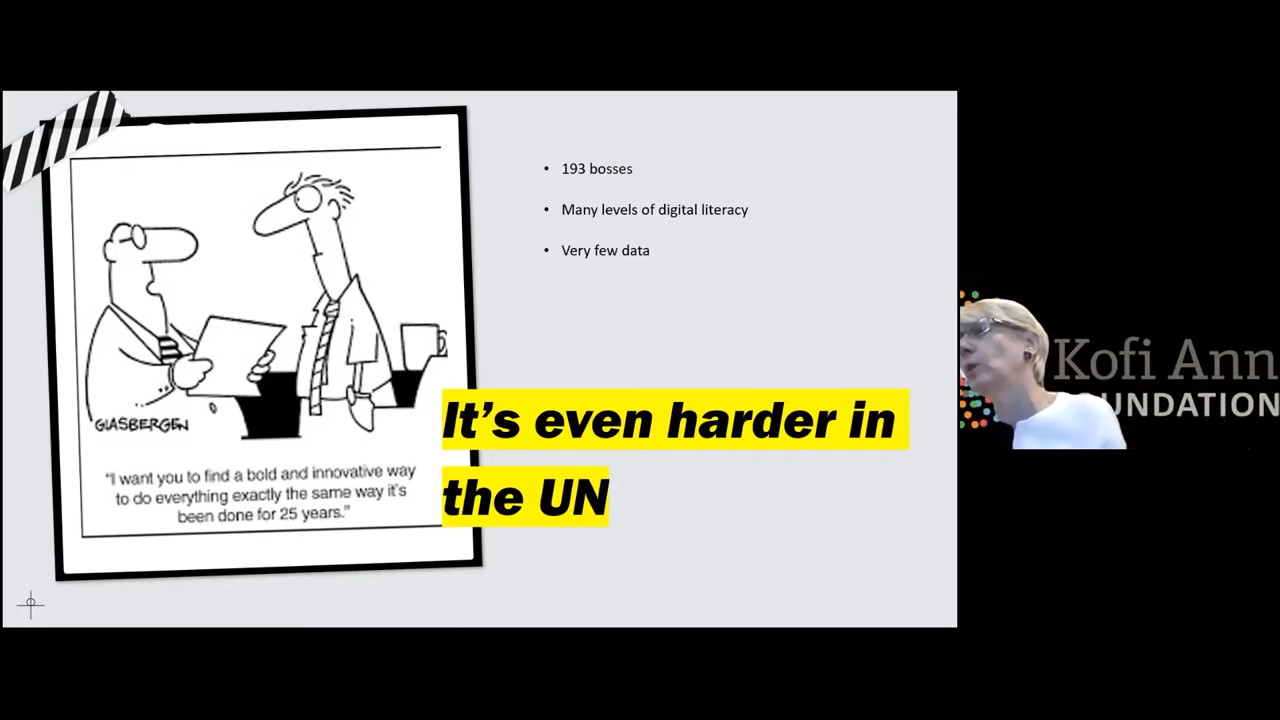 193 bosses
Many levels of digital literacy
Very few data
GLASBERGEN
"I want you to find a bold and innovative way
to do everything exactly the same way it's
been done for 25 years."
It's even harder in
the UN
Kofi Ann
UNDATION